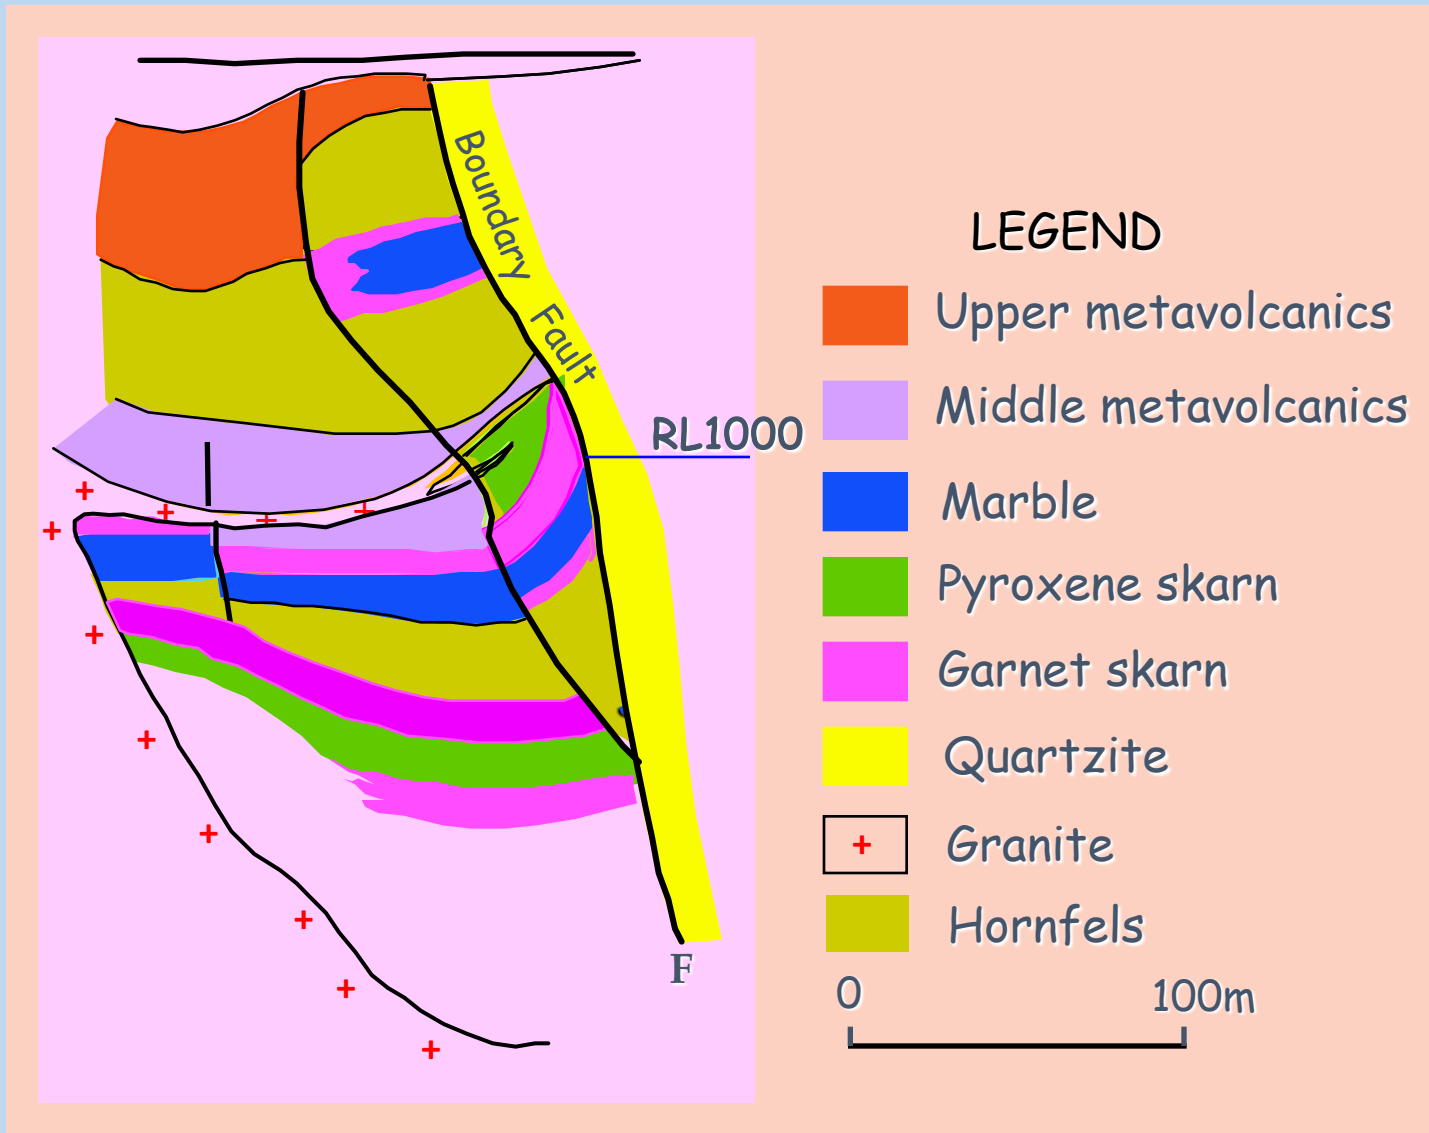 Boundary Fault
RL1000
F
LEGEND
Upper metavolcanics
Middle metavolcanics
Marble
Pyroxene skarn
Garnet skarn
Quartzite
+ Granite
Hornfels
0 100m